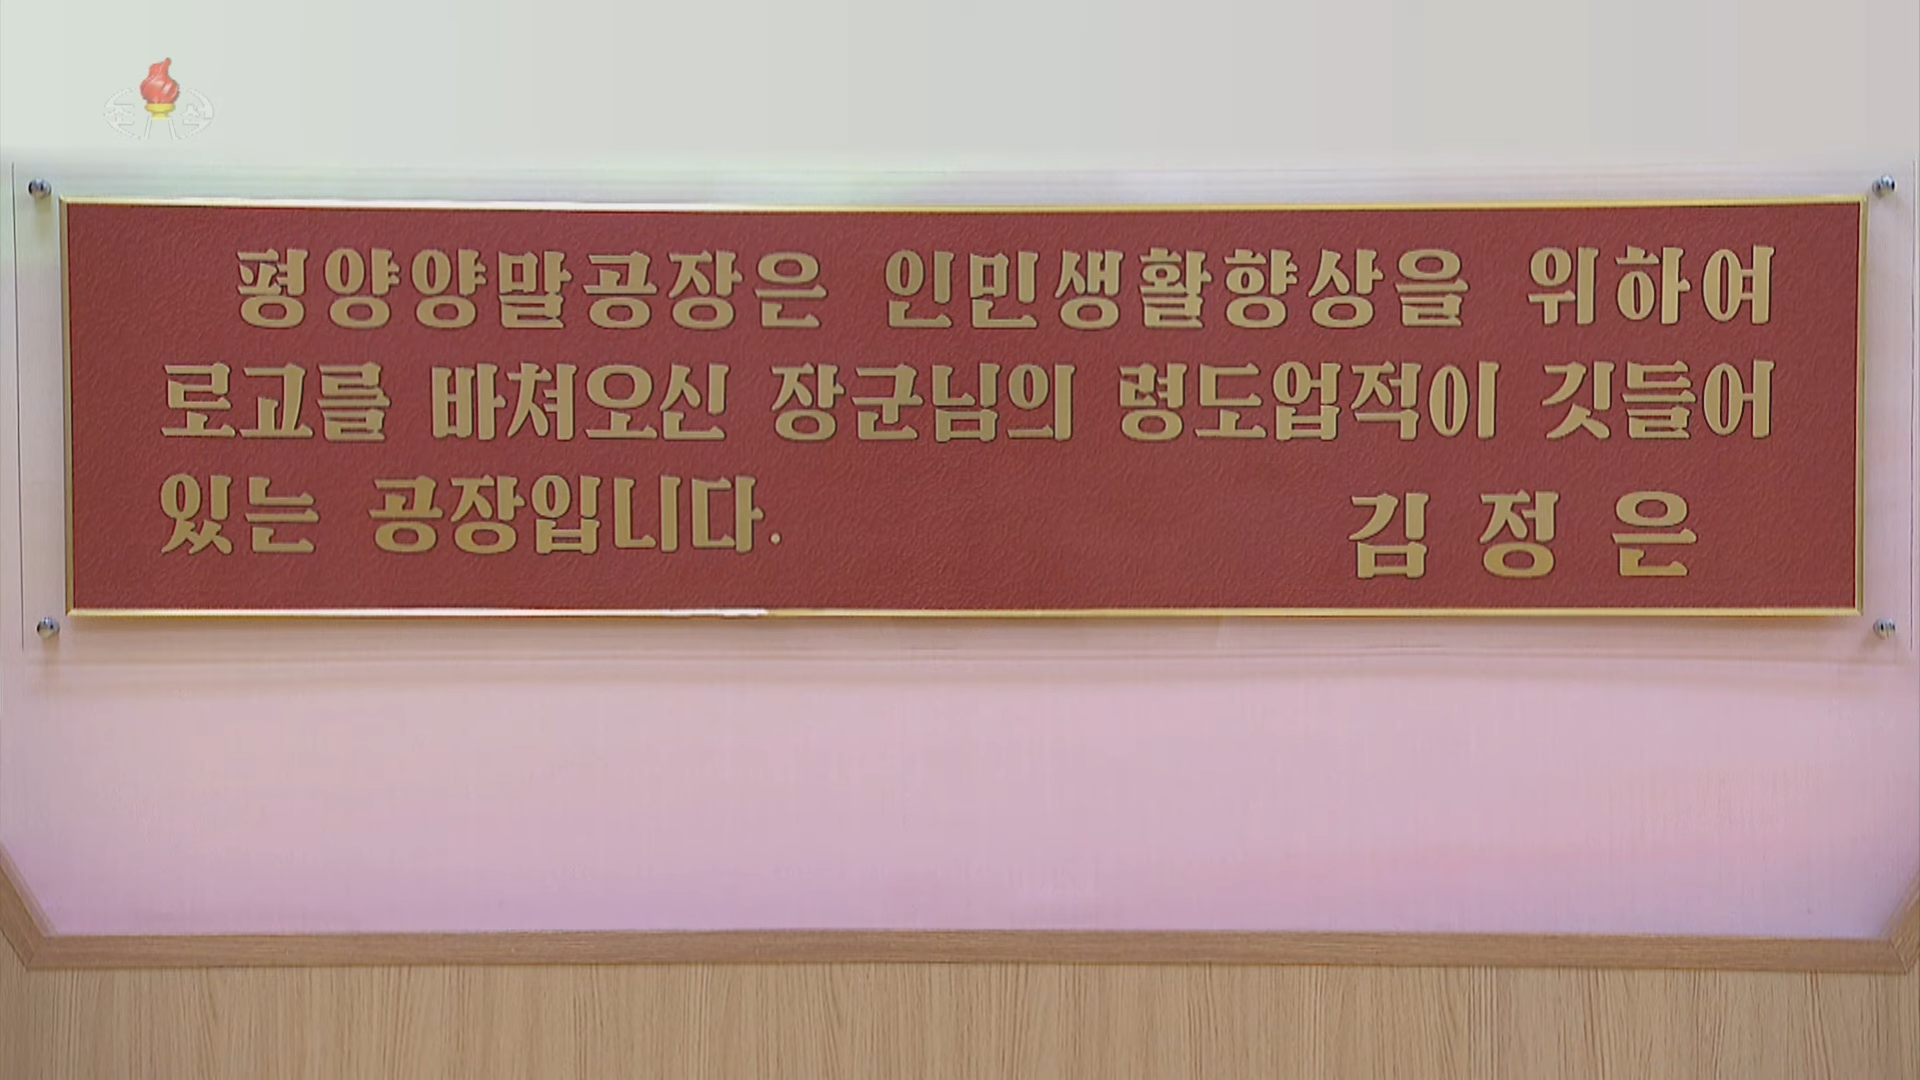 조선
평양양말공장은 인민생활향상을 위하여
로고를 바쳐오신 장군님의 령도업적이 깃들어
있는 공장입니다.
김정은